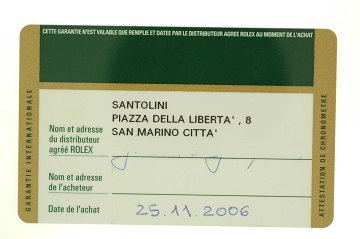 CETTE GARANTIE N'EST VALABLE QUE REMPLIE ET DATEE PAR LE DISTRIBUTEUR AGREE ROLEX AU MOMENT DE L'ACHAT
GARANTIE INTERNATIONALE
SANTOLINI
PIAZZA DELLA LIBERTA' , 8
SAN MARINO CITTA'
Nom et adresse
du distributeur
agréé ROLEX
Nom et adresse
de l'acheteur
Date de l'achat 25.11.2006
ATTESTATION DE CHRONOMETRE